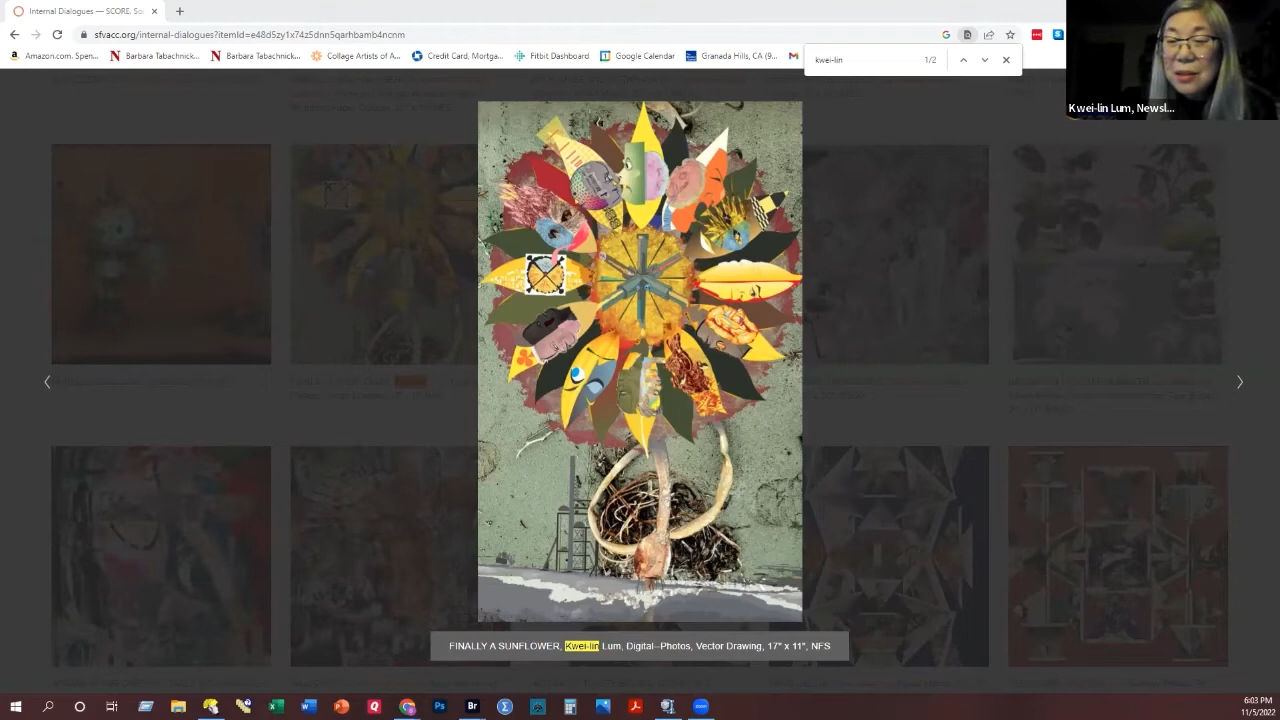 Internal Dialogues — SCORE, So
sfvacc.org/internal-dialogues?itemId=e48d5zy1x74z5dnn5qarhbamb4ncnm
Amazon.com. Spen...
Barbara Tabachnick...
Barbara Tabachnick...
Collage Artists of A...
Credit Card, Mortga...
Fitbit Dashboard
Google Calendar
Granada Hills, CA (9...
kwei-lin
1/2
Kwei-lin Lum, Newsl...
FINALLY A SUNFLOWER, Kwei-lin Lum, Digital--Photos, Vector Drawing, 17" x 11", NFS
6:03 PM
11/5/2022